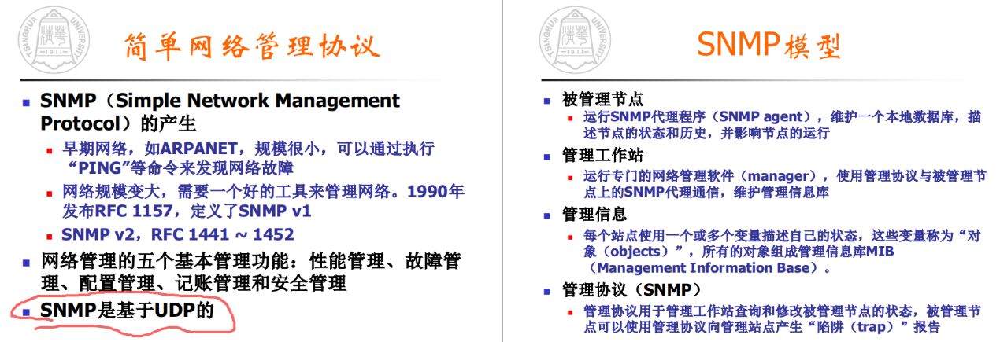 TSINGHUA UNIVERSITY
1911
简单网络管理协议
SNMP（Simple Network Management
Protocol）的产生
早期网络，如ARPANET，规模很小，可以通过执行
“PING”等命令来发现网络故障
网络规模变大，需要一个好的工具来管理网络。1990年
发布RFC 1157，定义了SNMP v1
SNMP v2，RFC 1441 ~ 1452
网络管理的五个基本管理功能：性能管理、故障管
理、配置管理、记账管理和安全管理
SNMP是基于UDP的
TSINGHUA UNIVERSITY
1911
SNMP模型
被管理节点
运行SNMP代理程序（SNMP agent），维护一个本地数据库，描
述节点的状态和历史，并影响节点的运行
管理工作站
运行专门的网络管理软件（manager），使用管理协议与被管理节
点上的SNMP代理通信，维护管理信息库
管理信息
每个站点使用一个或多个变量描述自己的状态，这些变量称为“对
象（objects）”，所有的对象组成管理信息库MIB
（Management Information Base）。
管理协议（SNMP）
管理协议用于管理工作站查询和修改被管理节点的状态，被管理节
点可以使用管理协议向管理站点产生“陷阱（trap）”报告